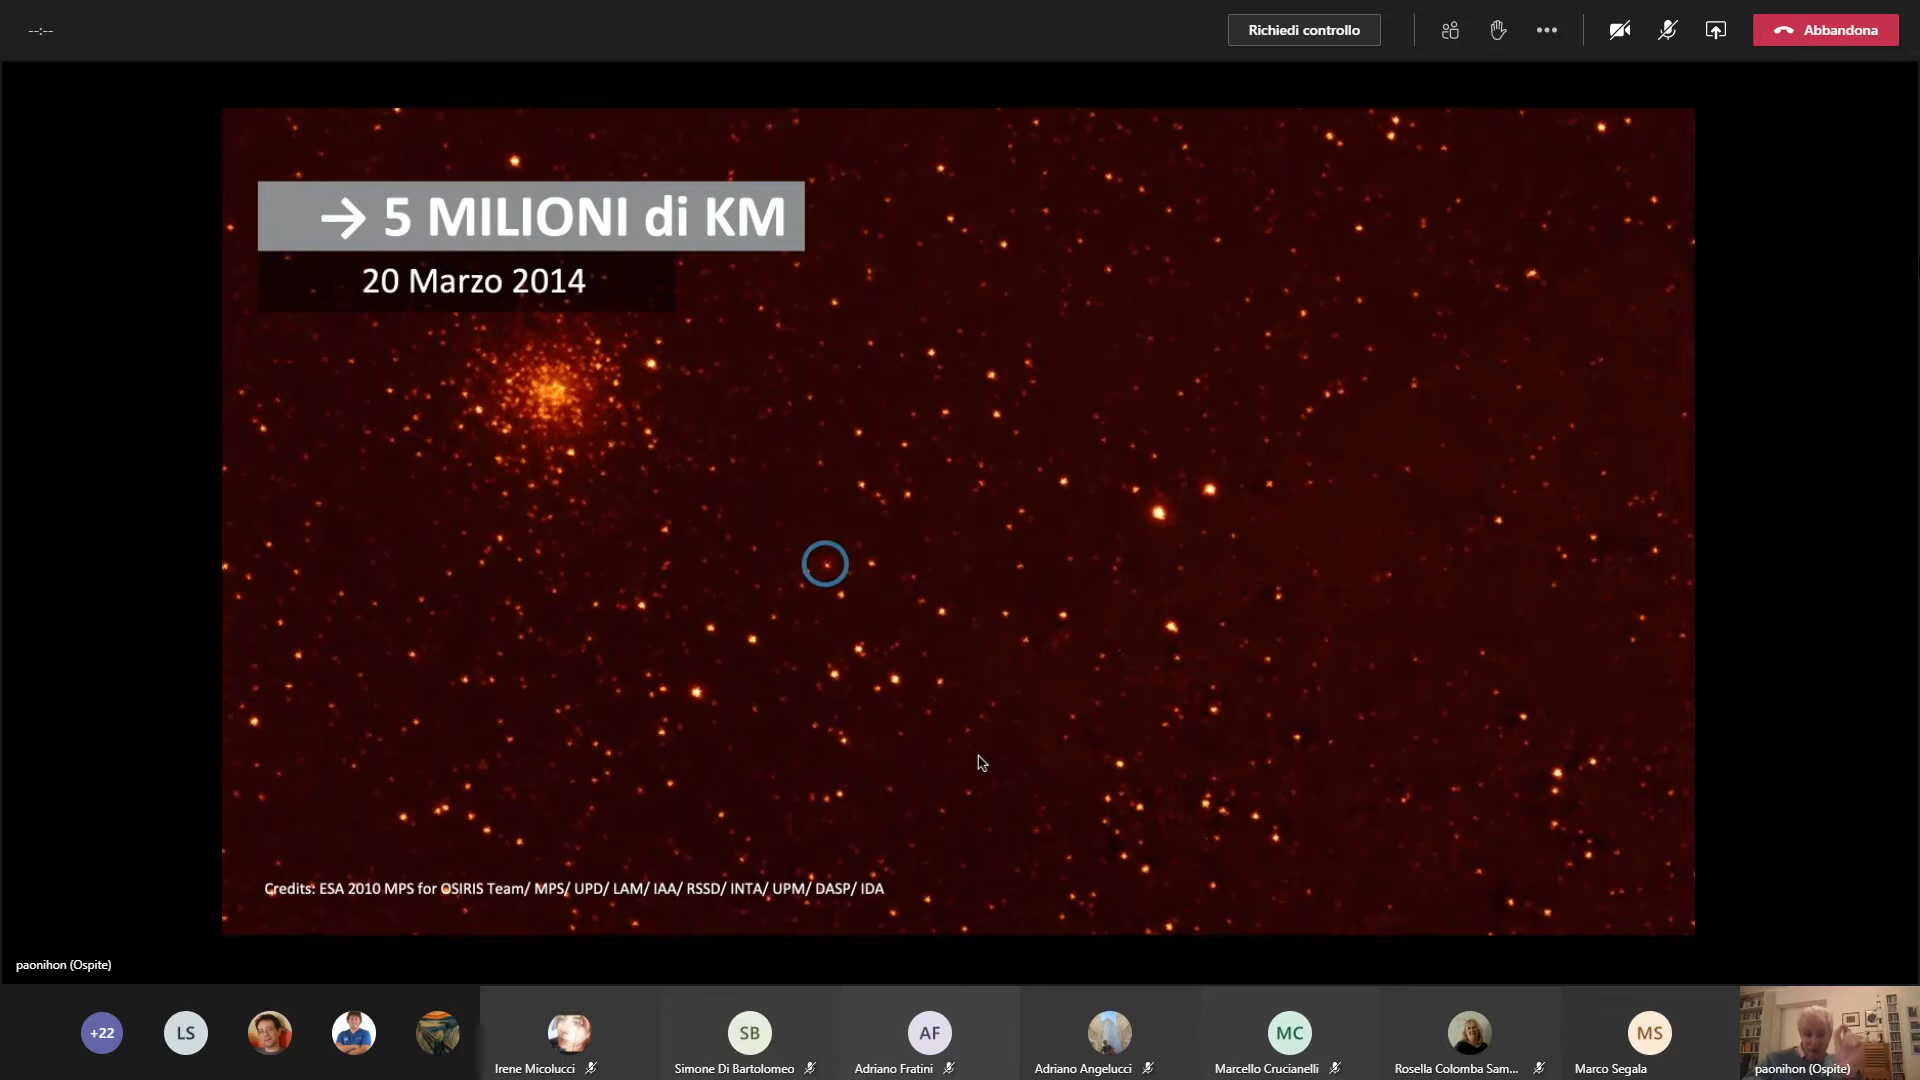 --:--
Richiedi controllo
Abbandona
→ 5 MILIONI di KM
20 Marzo 2014
Credits: ESA 2010 MPS for OSIRIS Team/ MPS/ UPD/ LAM/ IAA/ RSSD/ INTA/ UPM/ DASP/ IDA
paonihon (Ospite)
+22
LS
SB
AF
MC
MS
Irene Micolucci
Simone Di Bartolomeo
Adriano Fratini
Adriano Angelucci
Marcello Crucianelli
Rosella Colomba Sam...
Marco Segala
paonihon (Ospite)